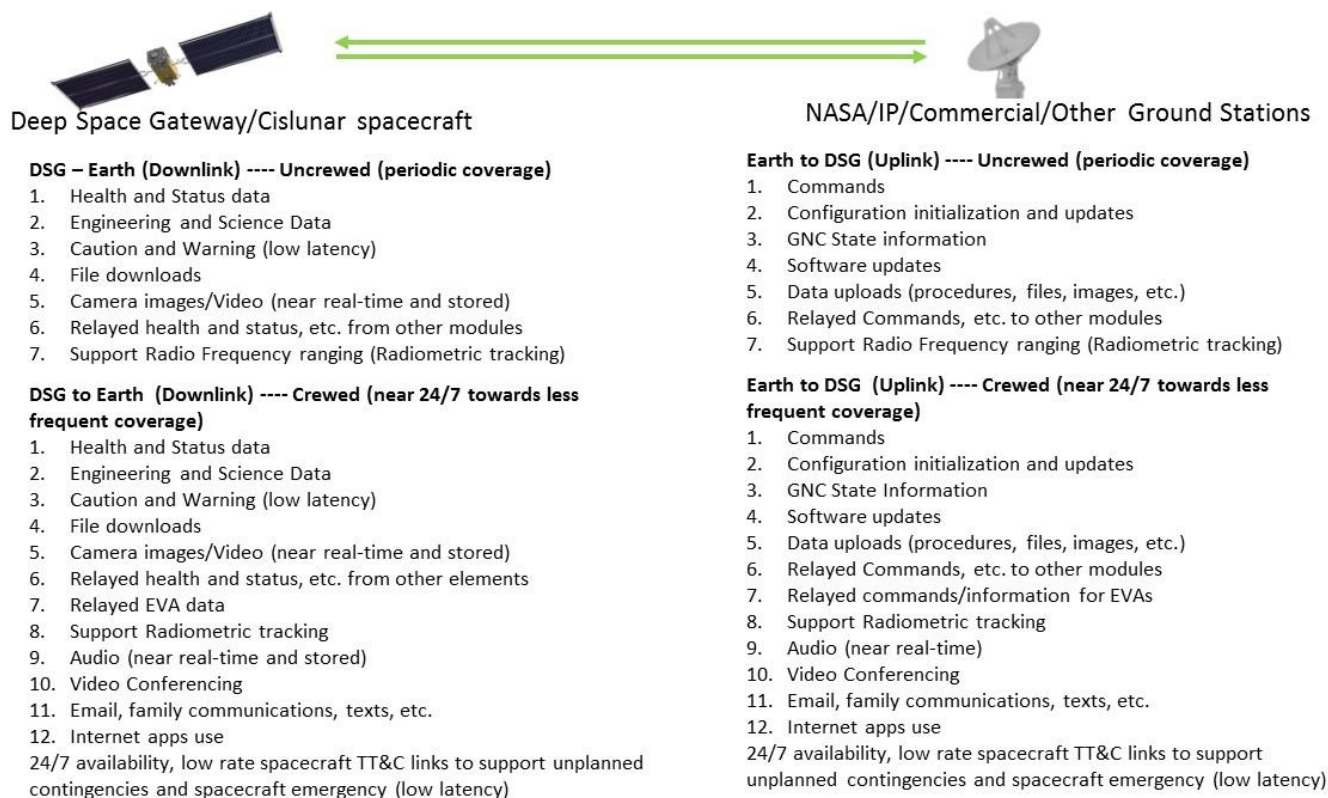 Deep Space Gateway/Cislunar spacecraft
DSG – Earth (Downlink) ---- Uncrewed (periodic coverage)
1. Health and Status data
2. Engineering and Science Data
3. Caution and Warning (low latency)
4. File downloads
5. Camera images/Video (near real-time and stored)
6. Relayed health and status, etc. from other modules
7. Support Radio Frequency ranging (Radiometric tracking)
DSG to Earth (Downlink) ---- Crewed (near 24/7 towards less
frequent coverage)
1. Health and Status data
2. Engineering and Science Data
3. Caution and Warning (low latency)
4. File downloads
5. Camera images/Video (near real-time and stored)
6. Relayed health and status, etc. from other elements
7. Relayed EVA data
8. Support Radiometric tracking
9. Audio (near real-time and stored)
10. Video Conferencing
11. Email, family communications, texts, etc.
12. Internet apps use
24/7 availability, low rate spacecraft TT&C links to support unplanned
contingencies and spacecraft emergency (low latency)
NASA/IP/Commercial/Other Ground Stations
Earth to DSG (Uplink) ---- Uncrewed (periodic coverage)
1. Commands
2. Configuration initialization and updates
3. GNC State information
4. Software updates
5. Data uploads (procedures, files, images, etc.)
6. Relayed Commands, etc. to other modules
7. Support Radio Frequency ranging (Radiometric tracking)
Earth to DSG (Uplink) ---- Crewed (near 24/7 towards less
frequent coverage)
1. Commands
2. Configuration initialization and updates
3. GNC State Information
4. Software updates
5. Data uploads (procedures, files, images, etc.)
6. Relayed Commands, etc. to other modules
7. Relayed commands/information for EVAs
8. Support Radiometric tracking
9. Audio (near real-time)
10. Video Conferencing
11. Email, family communications, texts, etc.
12. Internet apps use
24/7 availability, low rate spacecraft TT&C links to support
unplanned contingencies and spacecraft emergency (low latency)